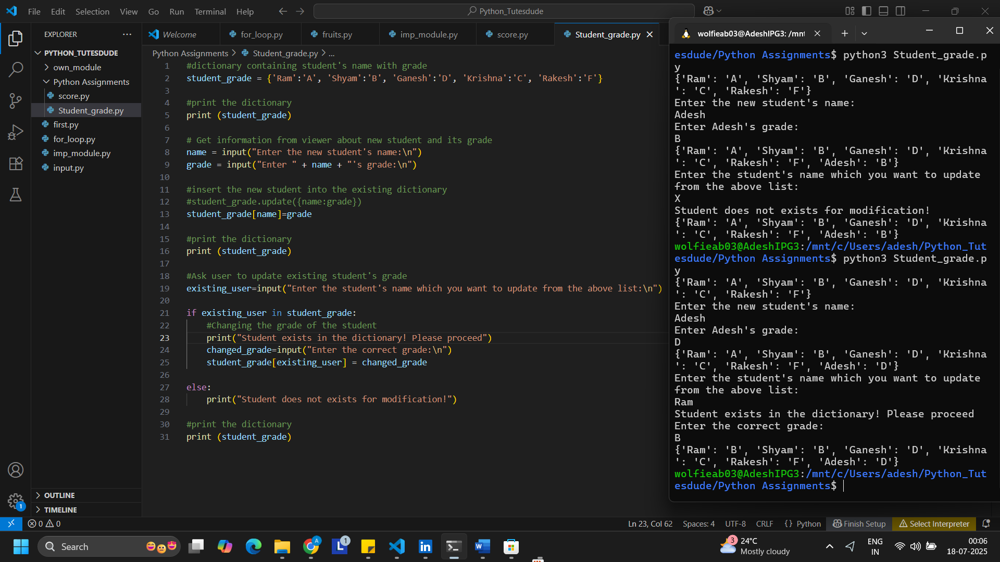 File Edit Selection View Go Run Terminal Help
Python_Tutesdude
EXPLORER
PYTHON_TUTESDUDE
own_module
Python Assignments
score.py
Student_grade.py
first.py
for_loop.py
imp_module.py
input.py
OUTLINE
TIMELINE
Welcome for_loop.py fruits.py imp_module.py score.py Student_grade.py
Python Assignments > Student_grade.py > ...
1 #dictionary containing student's name with grade
2 student_grade = {'Ram':'A', 'Shyam':'B', 'Ganesh':'D', 'Krishna':'C', 'Rakesh':'F'}
3
4 #print the dictionary
5 print (student_grade)
6
7 # Get information from viewer about new student and its grade
8 name = input("Enter the new student's name:\n")
9 grade = input("Enter " + name + "'s grade:\n")
10
11 #insert the new student into the existing dictionary
12 #student_grade.update({name:grade})
13 student_grade[name]=grade
14
15 #print the dictionary
16 print (student_grade)
17
18 #Ask user to update existing student's grade
19 existing_user=input("Enter the student's name which you want to update from the above list:\n")
20
21 if existing_user in student_grade:
22 #Changing the grade of the student
23 print("Student exists in the dictionary! Please proceed")
24 changed_grade=input("Enter the correct grade:\n")
25 student_grade[existing_user] = changed_grade
26
27 else:
28 print("Student does not exists for modification!")
29
30 #print the dictionary
31 print (student_grade)
wolfieab03@AdeshIPG3: /mnt
esdude/Python Assignments$ python3 Student_grade.p
y
{'Ram': 'A', 'Shyam': 'B', 'Ganesh': 'D', 'Krishna
': 'C', 'Rakesh': 'F'}
Enter the new student's name:
Adesh
Enter Adesh's grade:
B
{'Ram': 'A', 'Shyam': 'B', 'Ganesh': 'D', 'Krishna
': 'C', 'Rakesh': 'F', 'Adesh': 'B'}
Enter the student's name which you want to update
from the above list:
X
Student does not exists for modification!
{'Ram': 'A', 'Shyam': 'B', 'Ganesh': 'D', 'Krishna
': 'C', 'Rakesh': 'F', 'Adesh': 'B'}
wolfieab03@AdeshIPG3:/mnt/c/Users/adesh/Python_Tut
esdude/Python Assignments$ python3 Student_grade.p
y
{'Ram': 'A', 'Shyam': 'B', 'Ganesh': 'D', 'Krishna
': 'C', 'Rakesh': 'F'}
Enter the new student's name:
Adesh
Enter Adesh's grade:
D
{'Ram': 'A', 'Shyam': 'B', 'Ganesh': 'D', 'Krishna
': 'C', 'Rakesh': 'F', 'Adesh': 'D'}
Enter the student's name which you want to update
from the above list:
Ram
Student exists in the dictionary! Please proceed
Enter the correct grade:
B
{'Ram': 'B', 'Shyam': 'B', 'Ganesh': 'D', 'Krishna
': 'C', 'Rakesh': 'F', 'Adesh': 'D'}
wolfieab03@AdeshIPG3:/mnt/c/Users/adesh/Python_Tut
esdude/Python Assignments$
1
0 0
Ln 23, Col 62 Spaces: 4 UTF-8 CRLF {} Python Finish Setup Select Interpreter
Search
A
L 1
in
W
3
24°C
Mostly cloudy
ENG
IN
00:06
18-07-2025